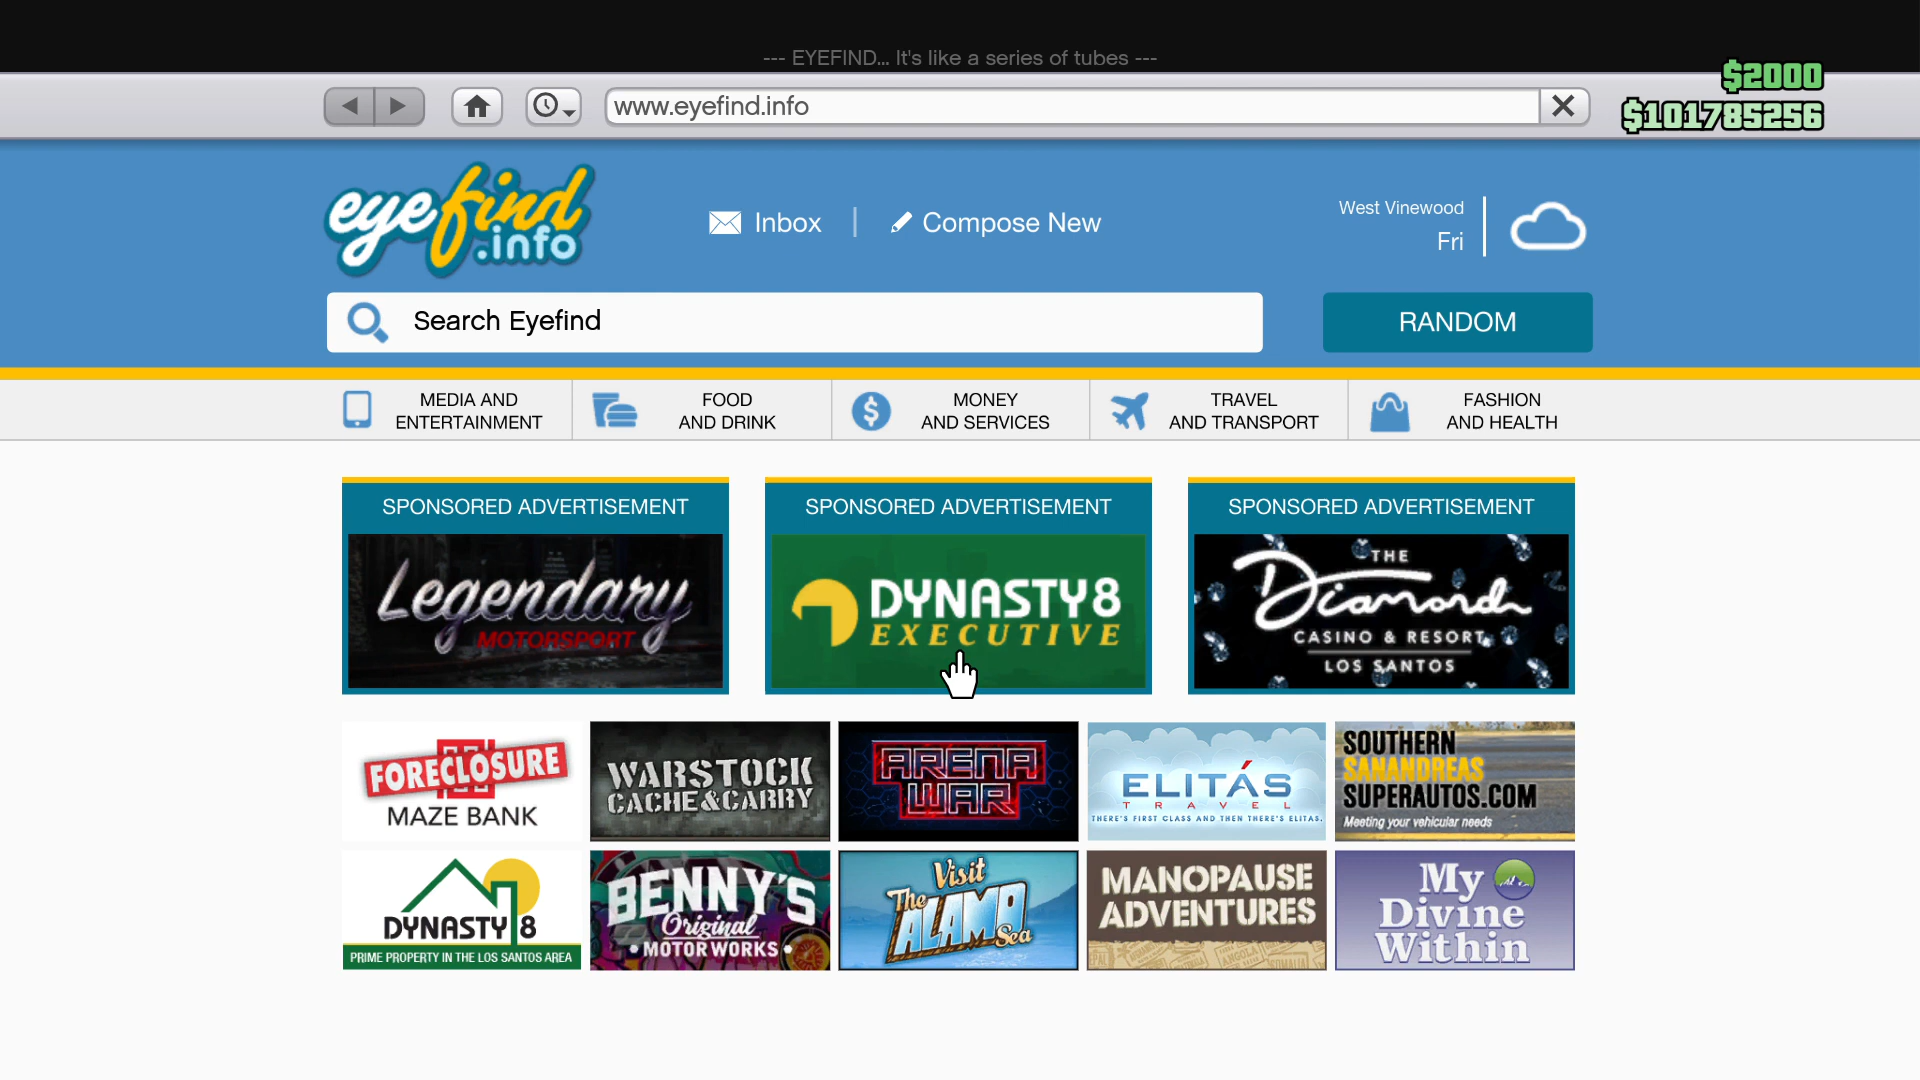 --- EYEFIND... It's like a series of tubes ---
$2000
www.eyefind.info
$101785256
eyefind
.info
Inbox
Compose New
West Vinewood
Fri
Search Eyefind
RANDOM
MEDIA AND
ENTERTAINMENT
FOOD
AND DRINK
MONEY
AND SERVICES
TRAVEL
AND TRANSPORT
FASHION
AND HEALTH
SPONSORED ADVERTISEMENT
Legendary
MOTORSPORT
SPONSORED ADVERTISEMENT
DYNASTY8
EXECUTIVE
SPONSORED ADVERTISEMENT
THE
Diamond
CASINO & RESORT
LOS SANTOS
FORECLOSURE
MAZE BANK
WARSTOCK
CACHE&CARRY
ARENA
WAR
ELITÁS
TRAVEL
THERE'S FIRST CLASS AND THEN THERE'S ELITAS.
SOUTHERN
SANANDREAS
SUPERAUTOS.COM
Meeting your vehicular needs
DYNASTY 8
PRIME PROPERTY IN THE LOS SANTOS AREA
BENNY'S
Original
• MOTOR WORKS •
Visit
The
ALAMO
Sea
MANOPAUSE
ADVENTURES
My
Divine
Within